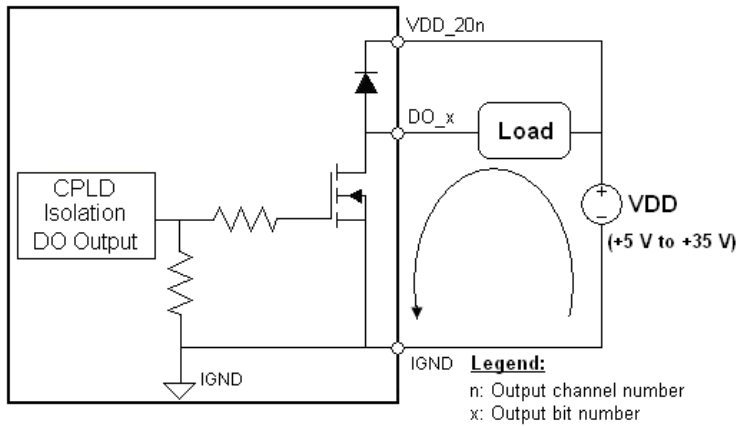 VDD_20n
DO_x
Load
CPLD
Isolation
DO Output
+
−
VDD
(+5 V to +35 V)
IGND
IGND
Legend:
n: Output channel number
x: Output bit number